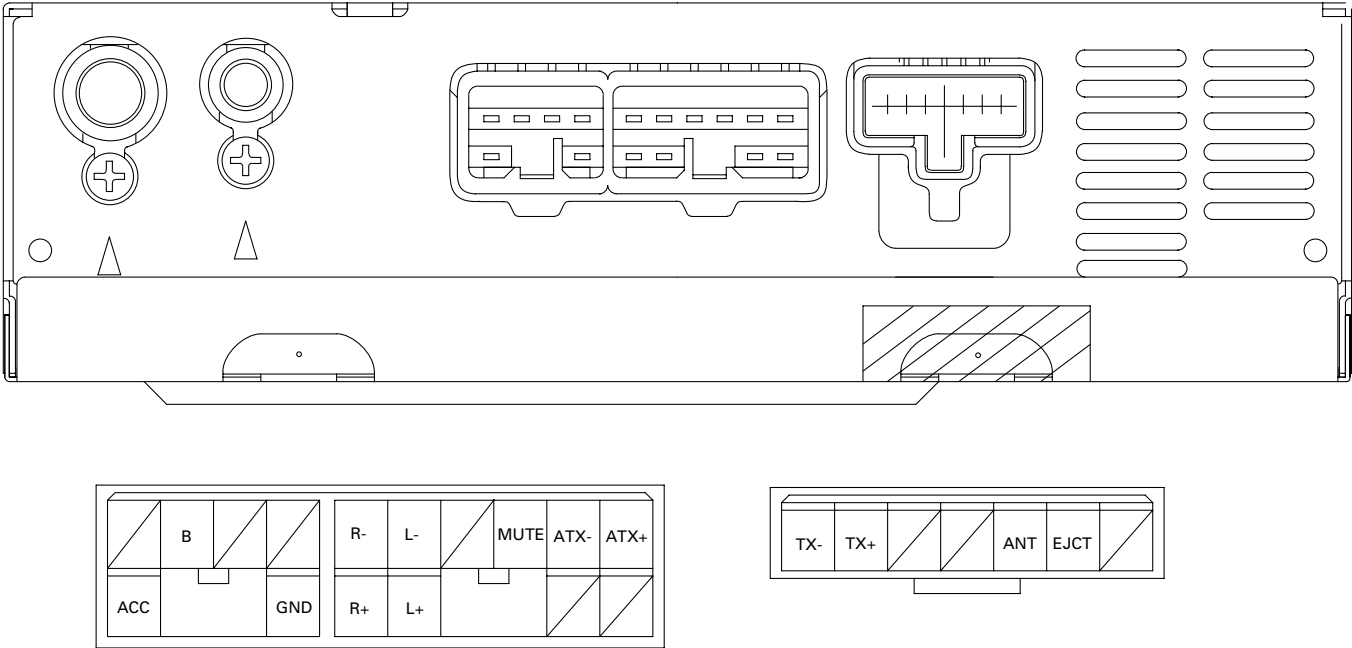 B R- L- MUTE ATX- ATX+
ACC GND R+ L+
TX- TX+ ANT EJCT